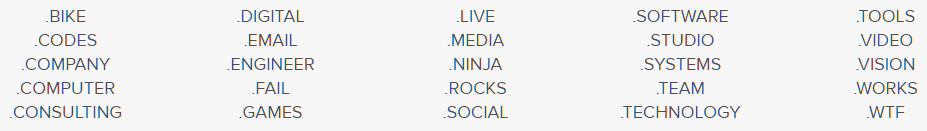 .BIKE .DIGITAL .LIVE .SOFTWARE .TOOLS
.CODES .EMAIL .MEDIA .STUDIO .VIDEO
.COMPANY .ENGINEER .NINJA .SYSTEMS .VISION
.COMPUTER .FAIL .ROCKS .TEAM .WORKS
.CONSULTING .GAMES .SOCIAL .TECHNOLOGY .WTF